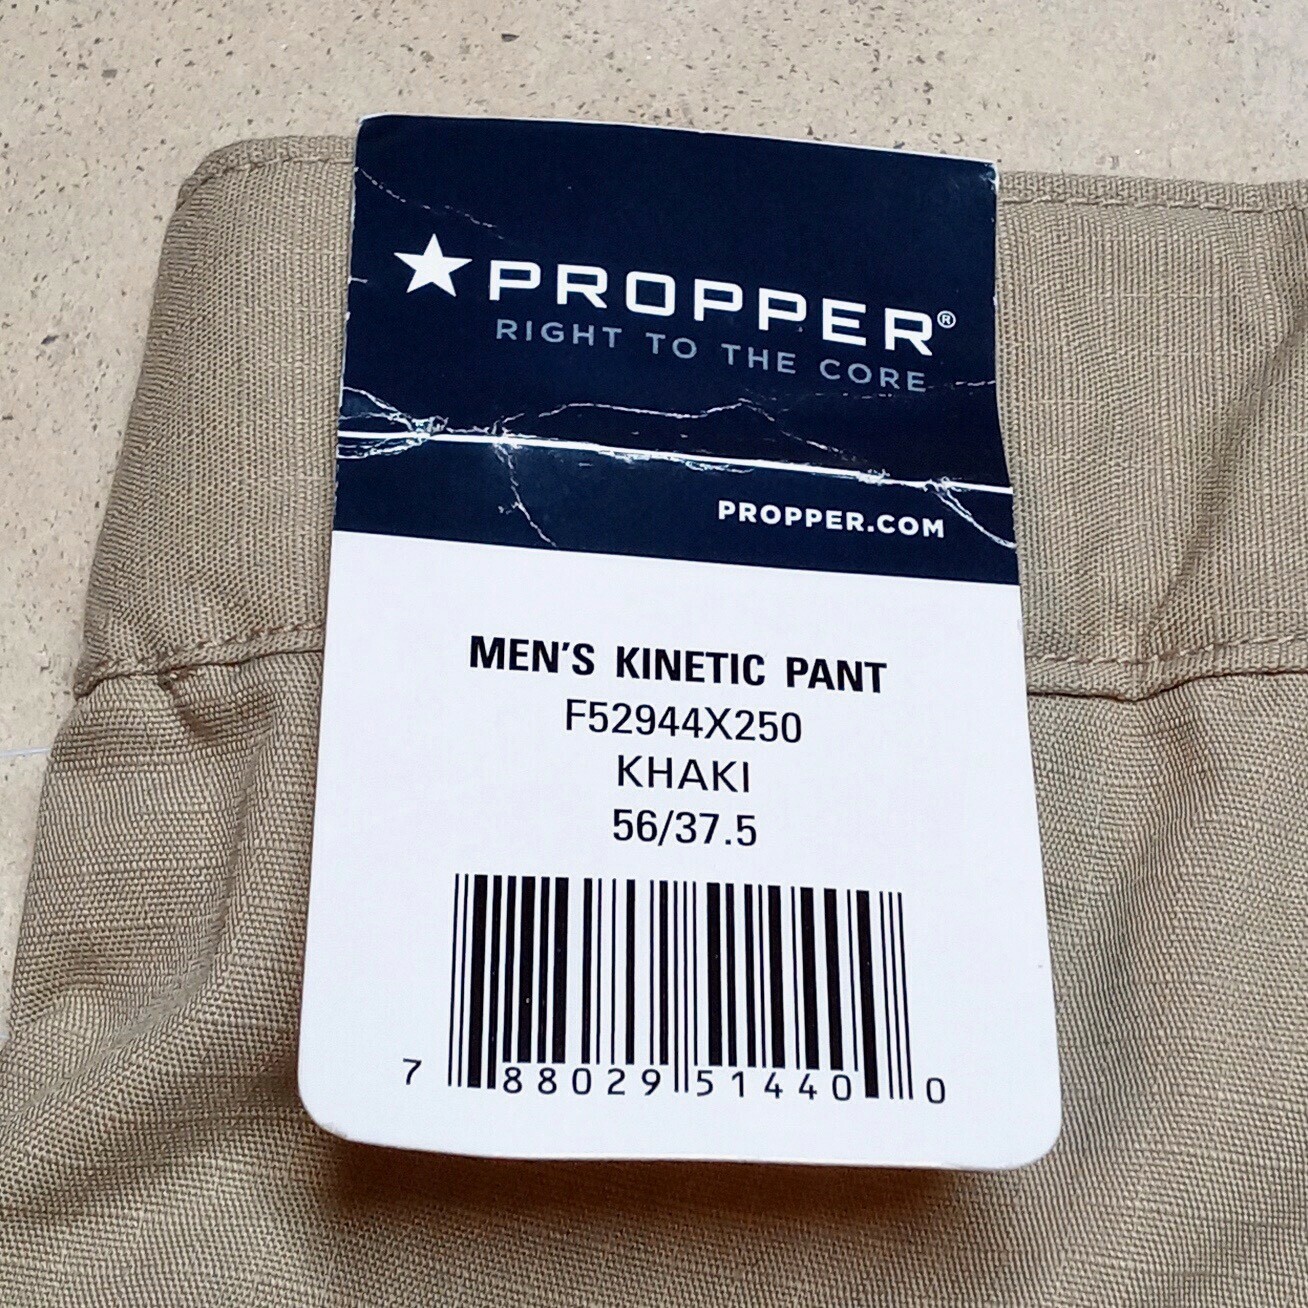 PROPPER®
RIGHT TO THE CORE
PROPPER.COM
MEN'S KINETIC PANT
F52944X250
KHAKI
56/37.5
7 88029 51440 0